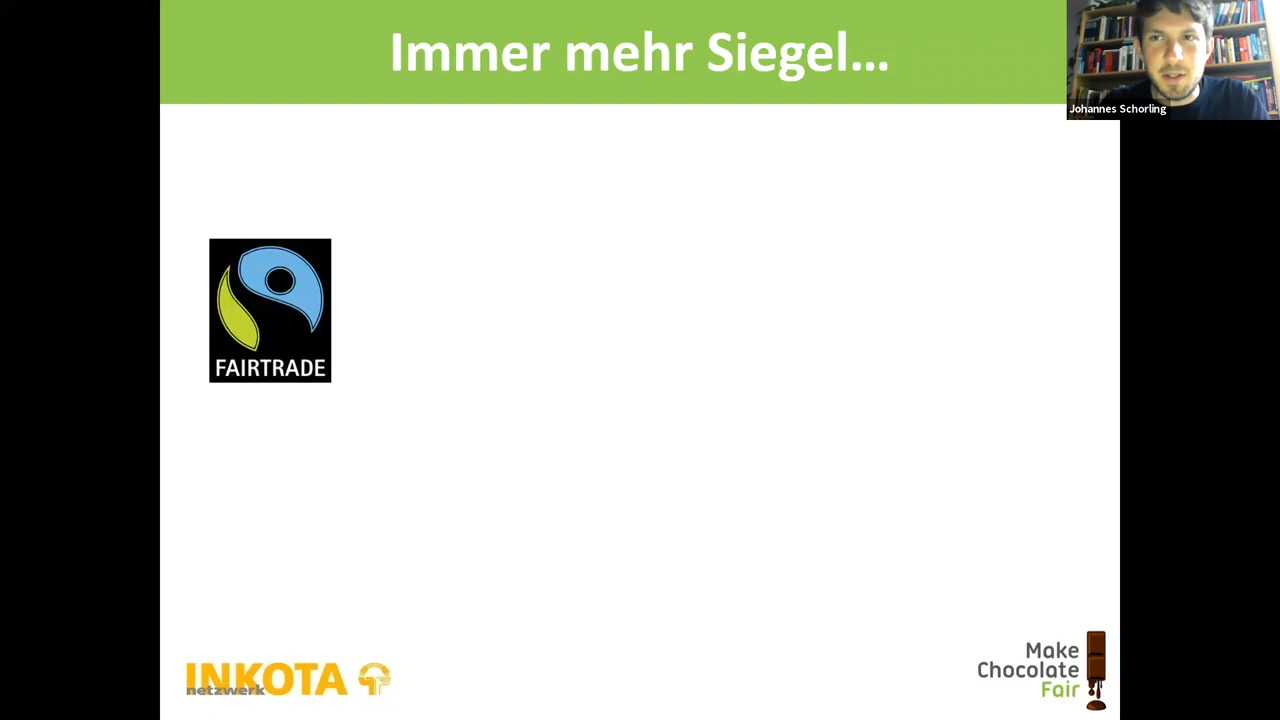 Immer mehr Siegel...
Johannes Schorling
FAIRTRADE
INKOTA
netzwerk
Make
Chocolate
Fair